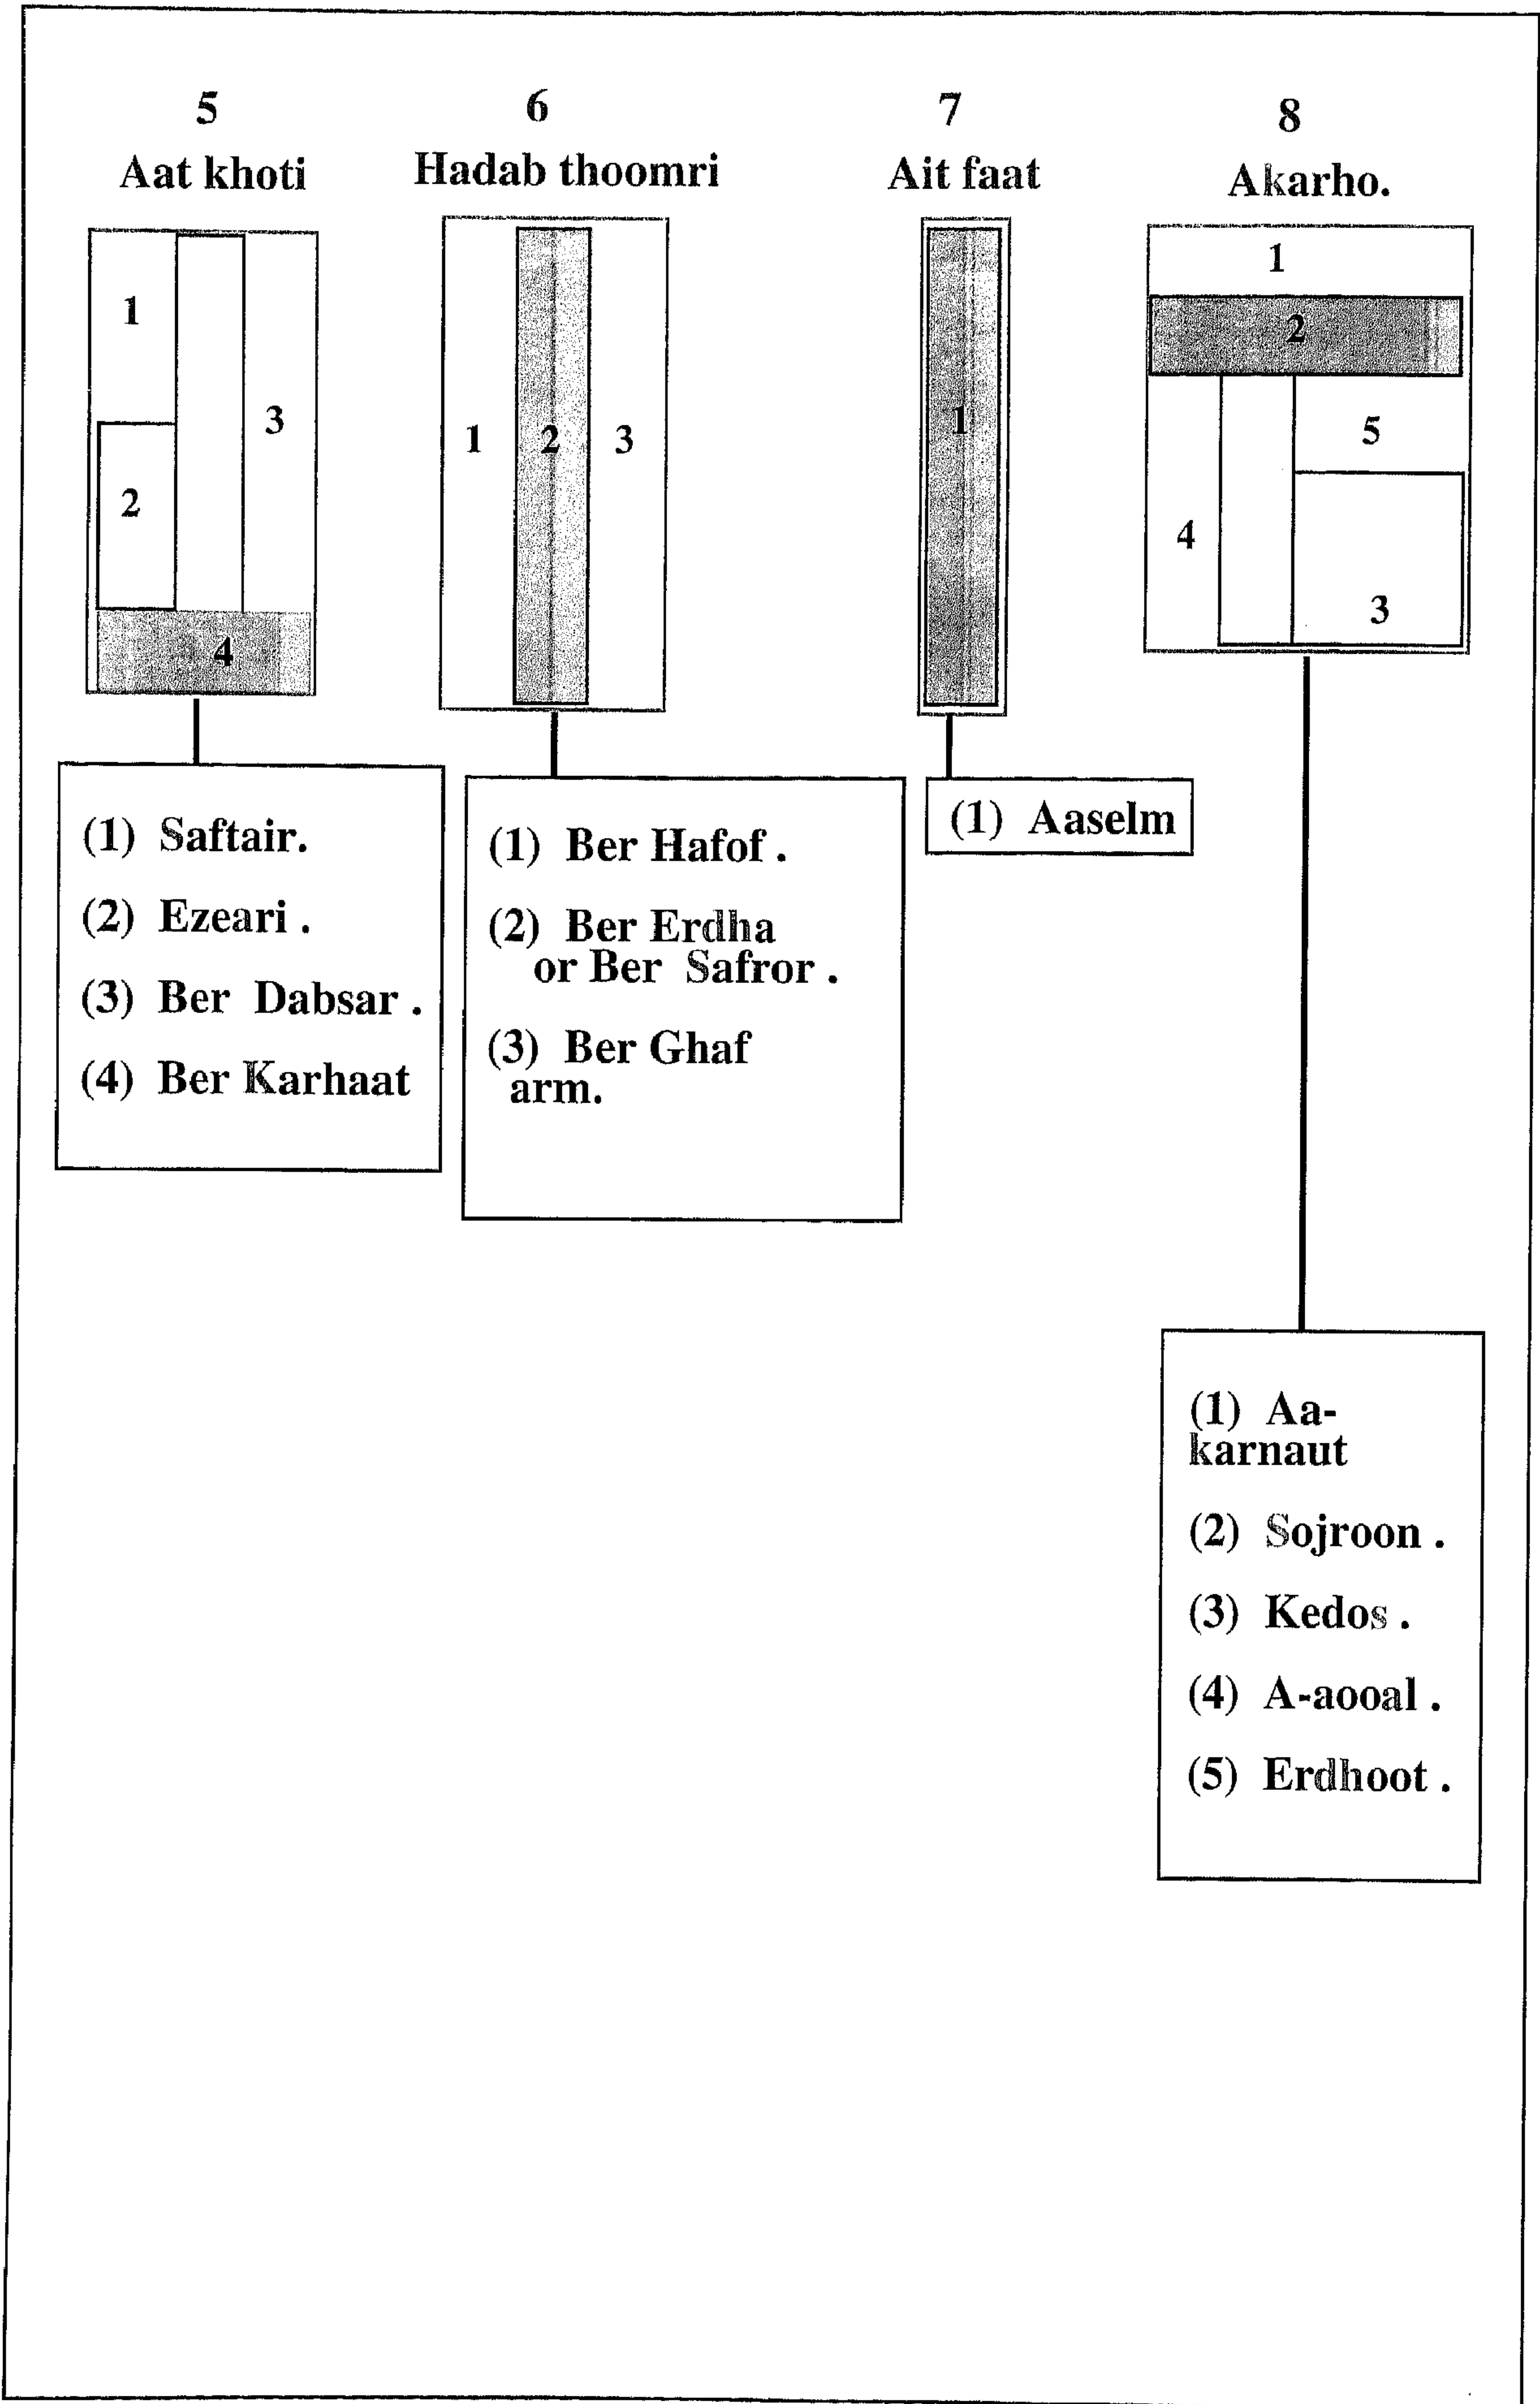 5
Aat khoti
1
2
3
4
(1) Saftair.
(2) Ezeari .
(3) Ber Dabsar .
(4) Ber Karhaat
6
Hadab thoomri
1
2
3
(1) Ber Hafof .
(2) Ber Erdha
or Ber Safror .
(3) Ber Ghaf
arm.
7
Ait faat
1
(1) Aaselm
8
Akarho.
1
2
5
4
3
(1) Aa-
karnaut
(2) Sojroon .
(3) Kedos .
(4) A-aooal .
(5) Erdhoot .